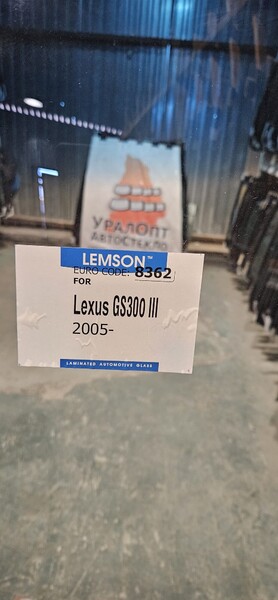 УРАЛОПТ
АВТОСТЕКЛО
LEMSON™
EURO CODE: 8362
FOR
Lexus GS300 III
2005-
LAMINATED AUTOMOTIVE GLASS